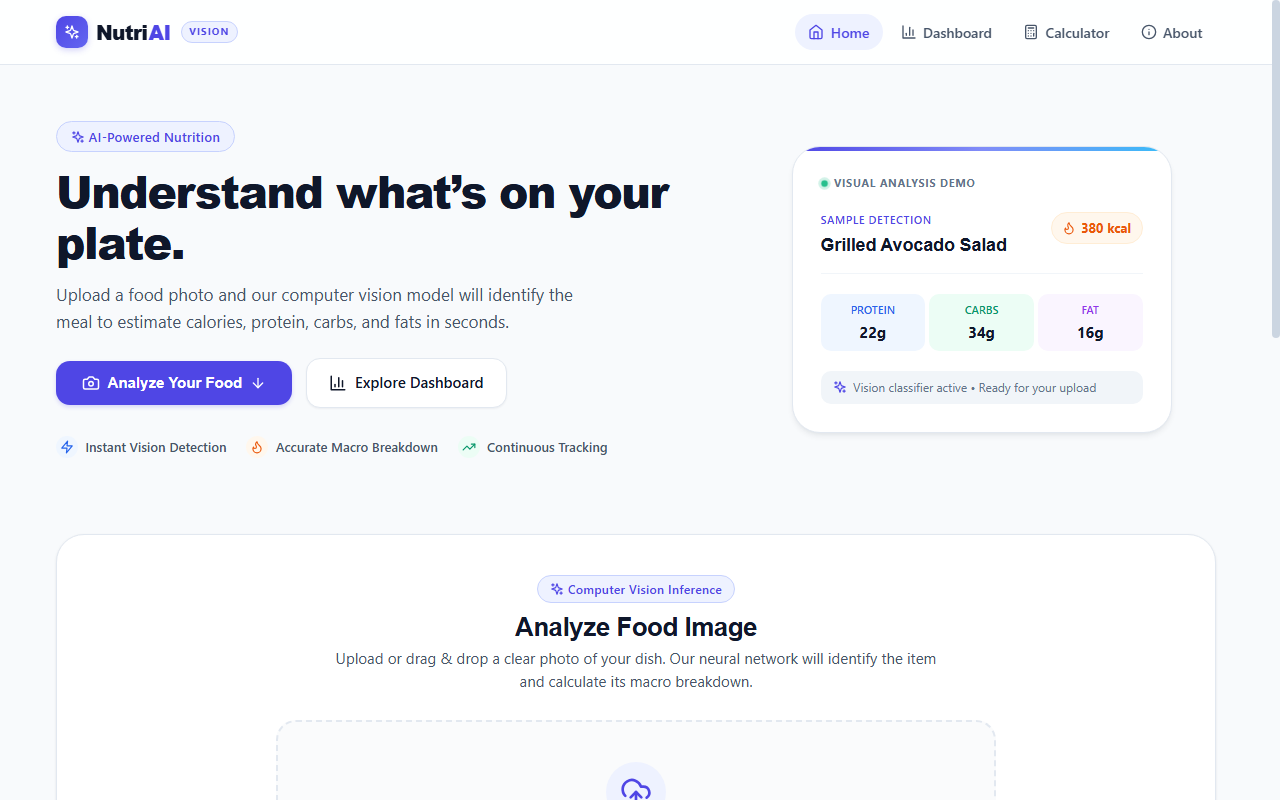 NutriAI VISION
Home Dashboard Calculator About
AI-Powered Nutrition
Understand what’s on your
plate.
Upload a food photo and our computer vision model will identify the
meal to estimate calories, protein, carbs, and fats in seconds.
Analyze Your Food Explore Dashboard
Instant Vision Detection Accurate Macro Breakdown Continuous Tracking
VISUAL ANALYSIS DEMO
SAMPLE DETECTION
Grilled Avocado Salad
380 kcal
PROTEIN CARBS FAT
22g 34g 16g
Vision classifier active • Ready for your upload
Computer Vision Inference
Analyze Food Image
Upload or drag & drop a clear photo of your dish. Our neural network will identify the item
and calculate its macro breakdown.